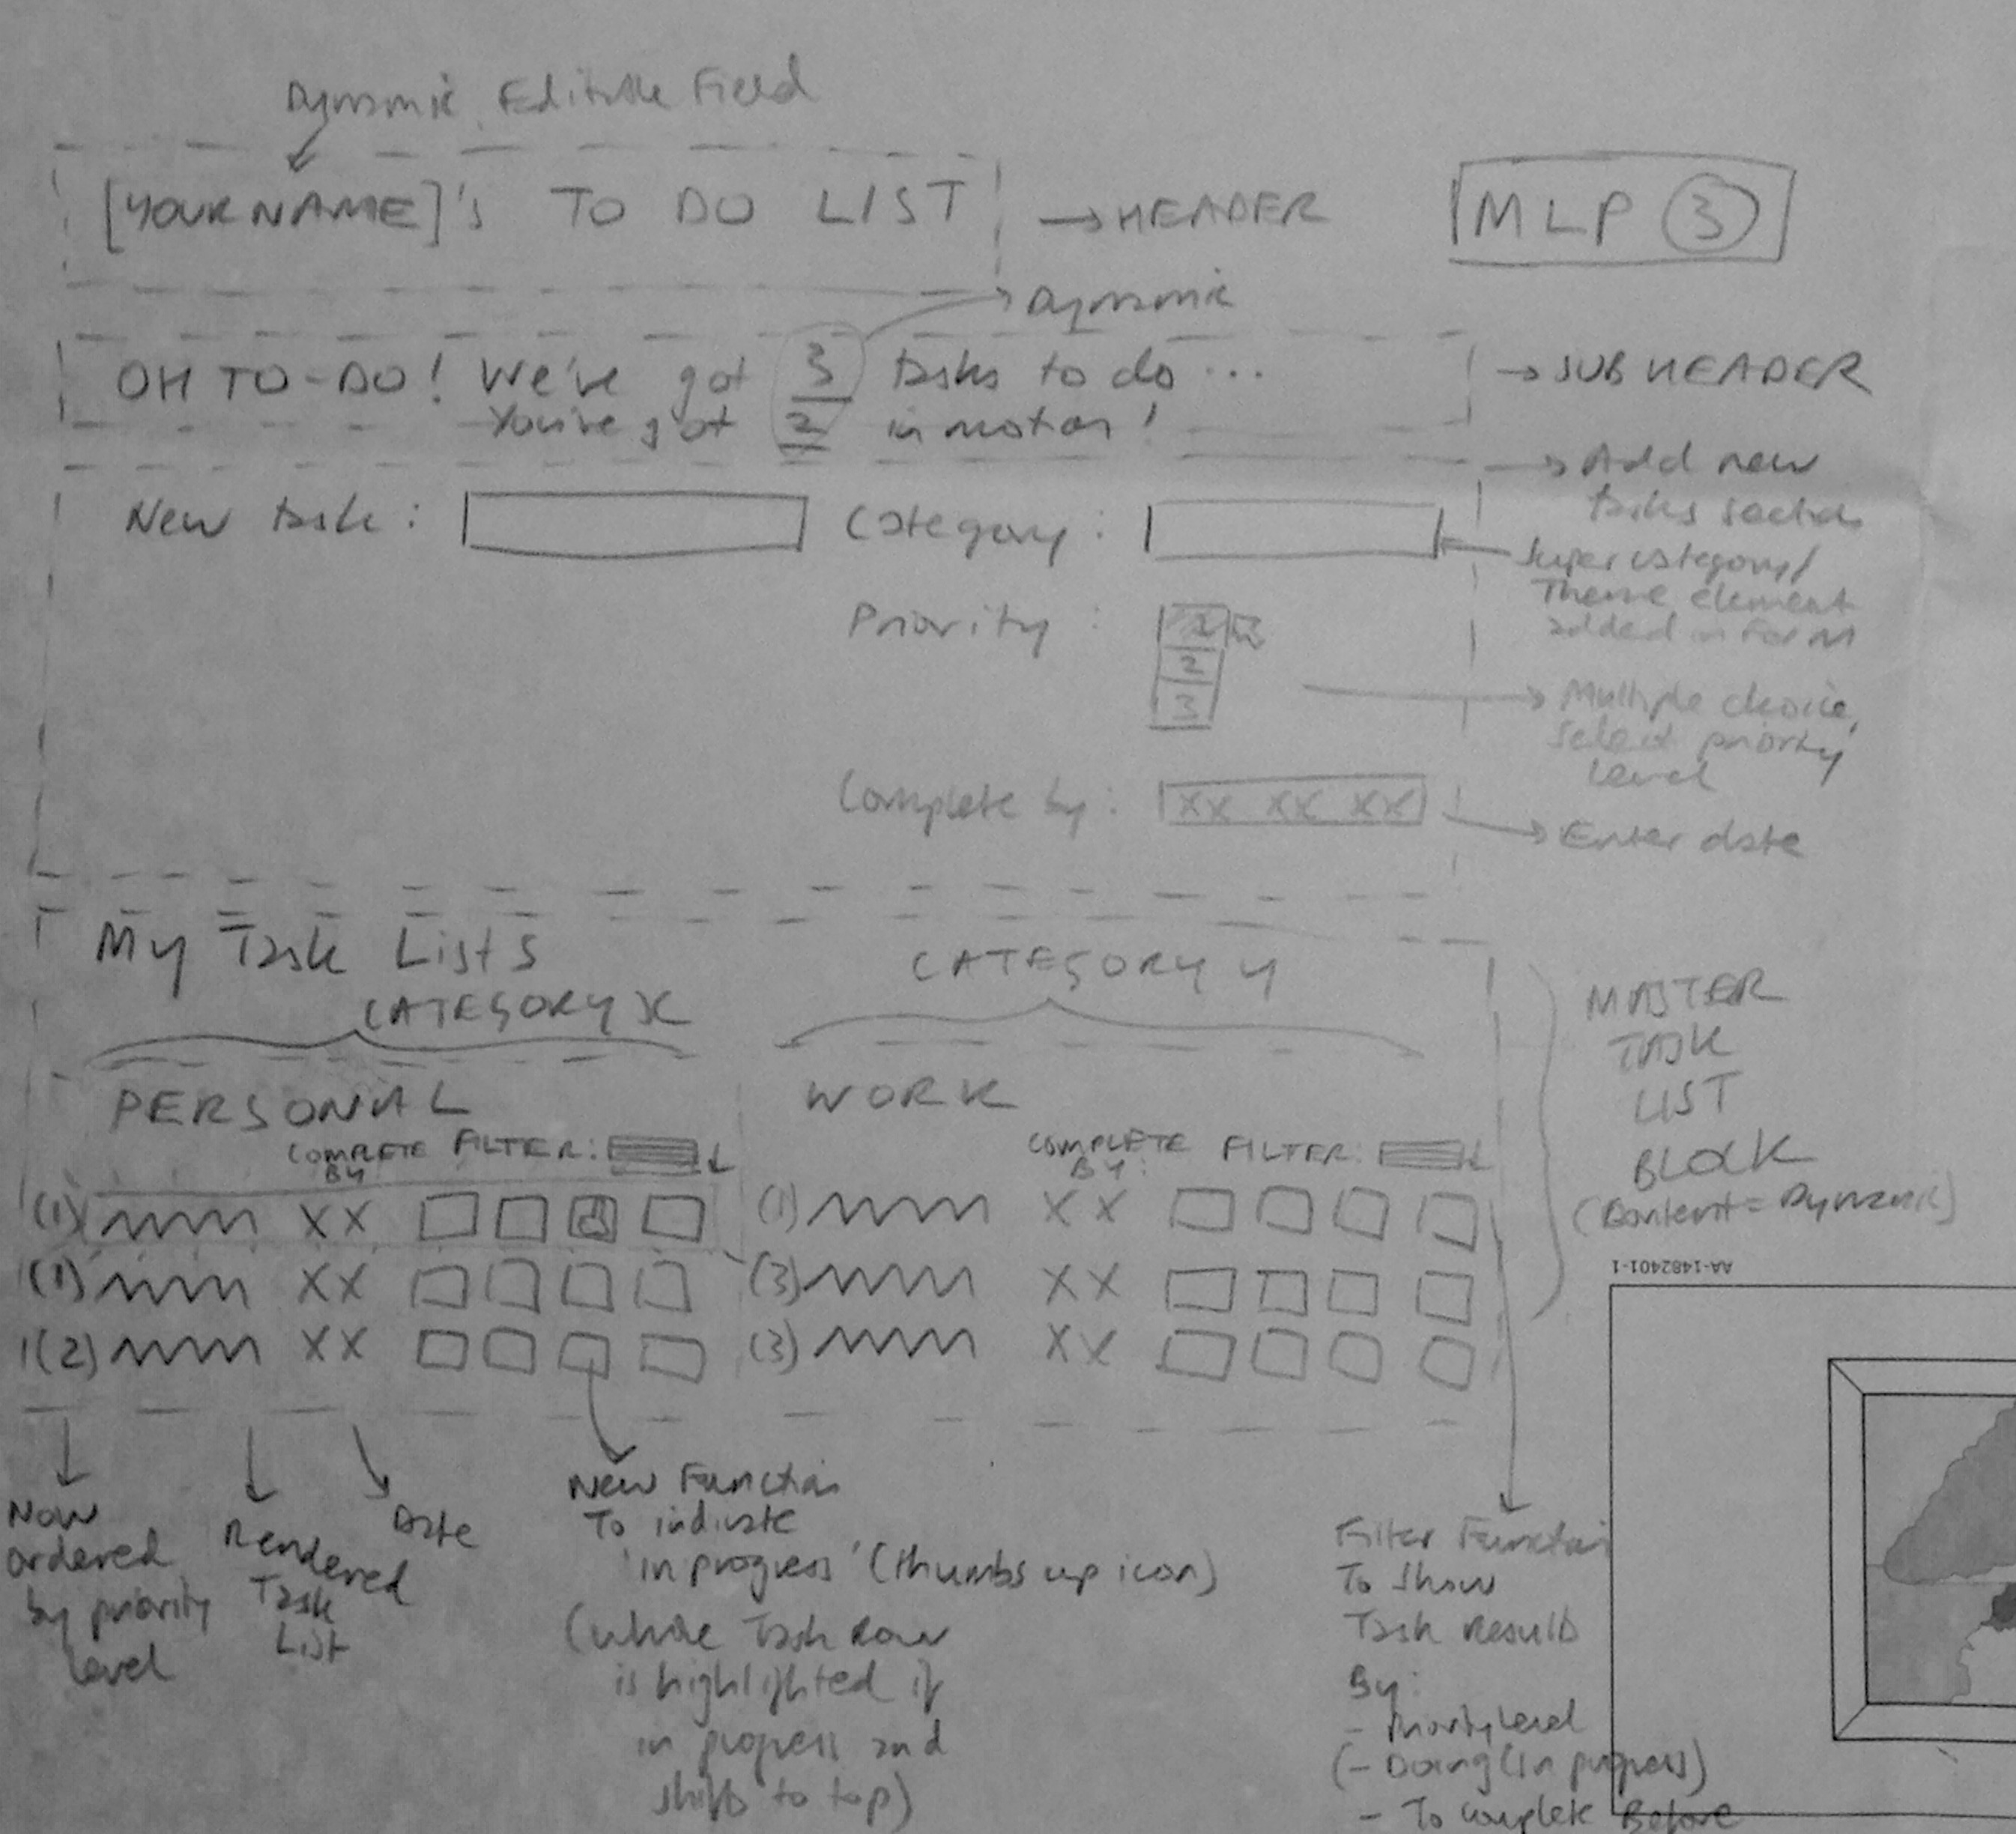 Dynamic Editable Field
[YOUR NAME]'s TO DO LIST
→ HEADER
MLP 3
Dynamic
OH TO-DO! We've got 3 tasks to do...
You've got 2 in motion!
→ SUB HEADER
→ Add new
tasks section
New task:
Category:
Super category/
Theme element
added in form
Priority:
2
3
Multiple choice,
select priority
level
Complete by: XX XX XX
→ Enter date
My Task Lists
CATEGORY X
CATEGORY Y
MASTER
TASK
LIST
BLOCK
(Content = Dynamic)
PERSONAL
WORK
COMPLETE BY: FILTER:
COMPLETE BY: FILTER:
(1) XX
(1) XX
(1) XX
(3) XX
(2) XX
(3) XX
AA-1482401-1
Now
ordered
by priority
level
Rendered
Task
List
Date
New Function
To indicate
'in progress' (thumbs up icon)
(whole Task Row
is highlighted if
in progress and
shifts to top)
Filter Function
To show
Task results
By:
- Priority level
(- Doing (in progress)
- To complete Before